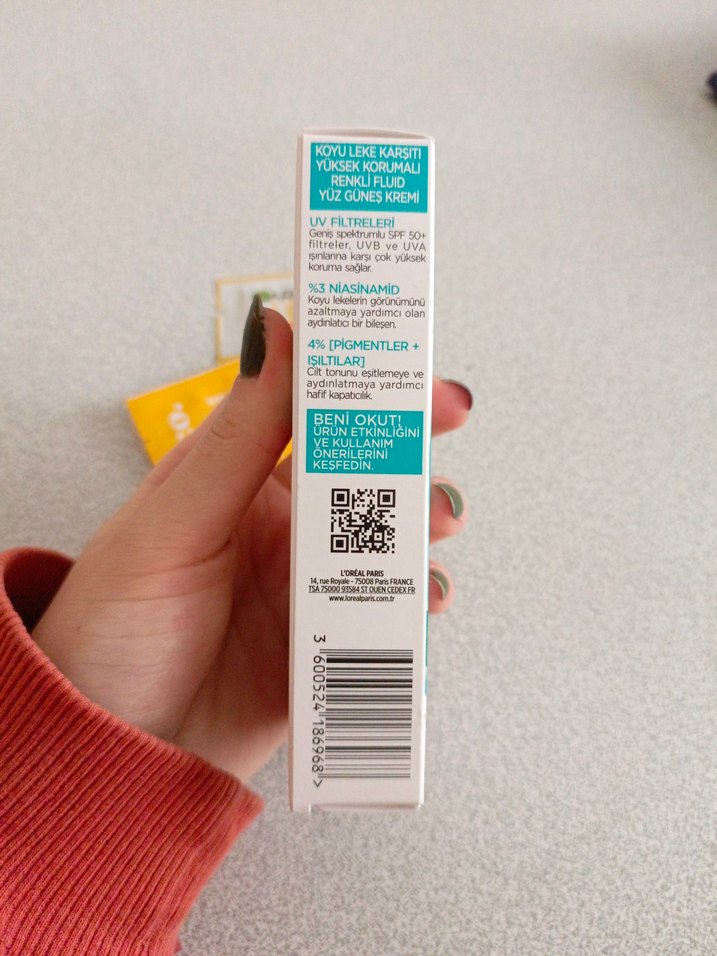 KOYU LEKE KARŞITI
YÜKSEK KORUMALI
RENKLİ FLUID
YÜZ GÜNEŞ KREMİ
UV FİLTRELERİ
Geniş spektrumlu SPF 50+
filtreler, UVB ve UVA
ışınlarına karşı çok yüksek
koruma sağlar.
%3 NİASİNAMİD
Koyu lekelerin görünümünü
azaltmaya yardımcı olan
aydınlatıcı bir bileşen.
4% [PİGMENTLER +
IŞILTILAR]
Cilt tonunu eşitlemeye ve
aydınlatmaya yardımcı
hafif kapatıcılık.
BENİ OKUT!
ÜRÜN ETKİNLİĞİNİ
VE KULLANIM
ÖNERİLERİNİ
KEŞFEDİN.
L'ORÉAL PARIS
14, rue Royale - 75008 Paris FRANCE
TSA 75000 93584 ST OUEN CEDEX FR
www.lorealparis.com.tr
3 600524 186968 >